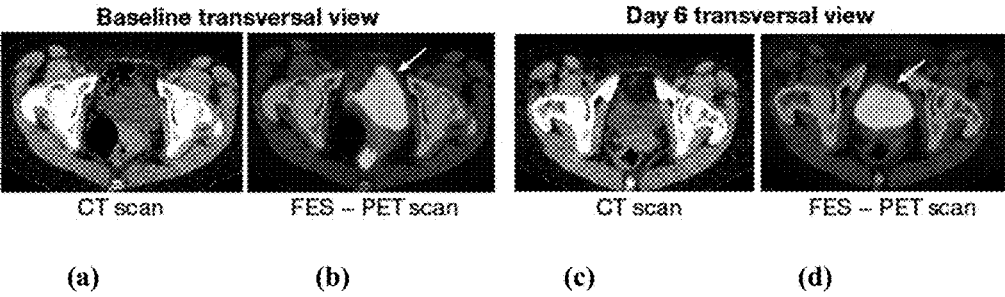 Baseline transversal view
Day 6 transversal view
CT scan
FES -- PET scan
CT scan
FES -- PET scan
(a)
(b)
(c)
(d)